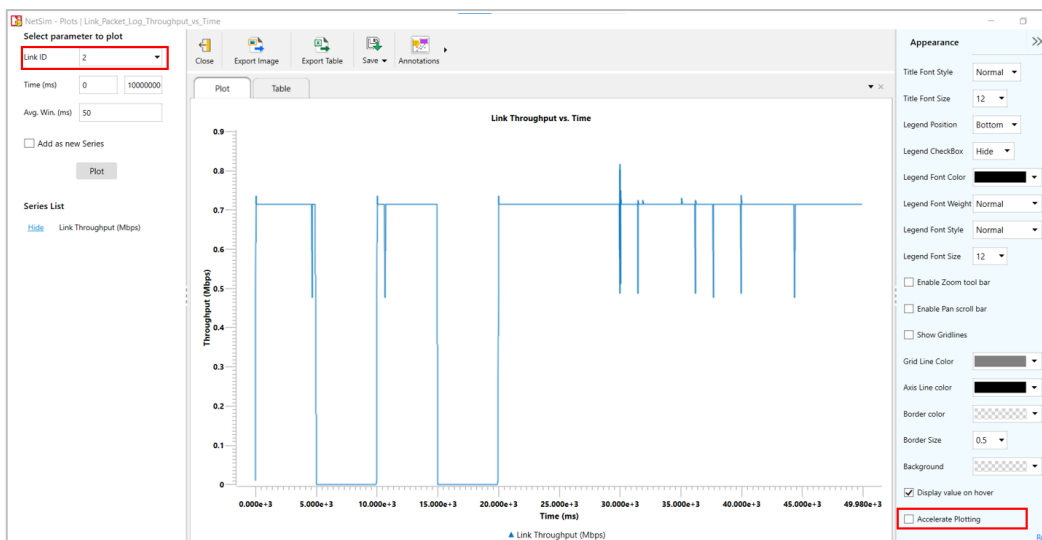 NetSim - Plots | Link_Packet_Log_Throughput_vs_Time
Select parameter to plot
Link ID 2
Time (ms) 0 10000000
Avg. Win. (ms) 50
Add as new Series
Plot
Series List
Hide Link Throughput (Mbps)
Close Export Image Export Table Save Annotations
Plot Table
Link Throughput vs. Time
Throughput (Mbps)
0.9
0.8
0.7
0.6
0.5
0.4
0.3
0.2
0.1
0
0.000e+3 5.000e+3 10.000e+3 15.000e+3 20.000e+3 25.000e+3 30.000e+3 35.000e+3 40.000e+3 45.000e+3 49.980e+3
Time (ms)
Link Throughput (Mbps)
Appearance
Title Font Style Normal
Title Font Size 12
Legend Position Bottom
Legend CheckBox Hide
Legend Font Color
Legend Font Weight Normal
Legend Font Style Normal
Legend Font Size 12
Enable Zoom tool bar
Enable Pan scroll bar
Show Gridlines
Grid Line Color
Axis Line color
Border color
Border Size 0.5
Background
Display value on hover
Accelerate Plotting